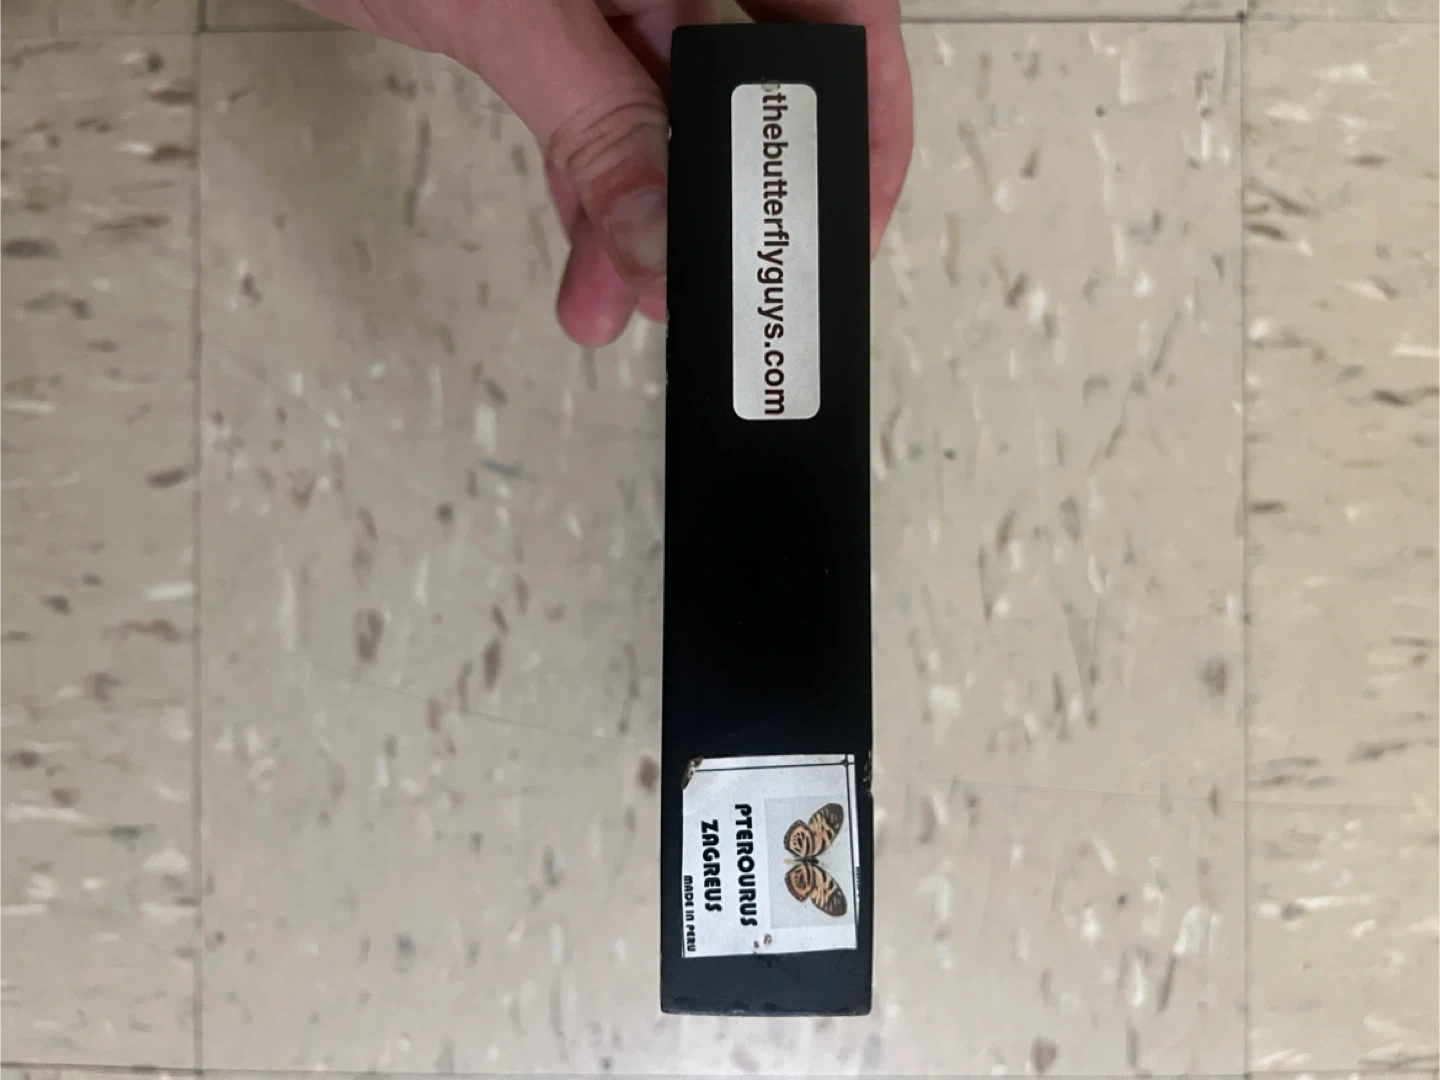 thebutterflyguys.com
PTEROURUS
ZAGREUS
MADE IN PERU